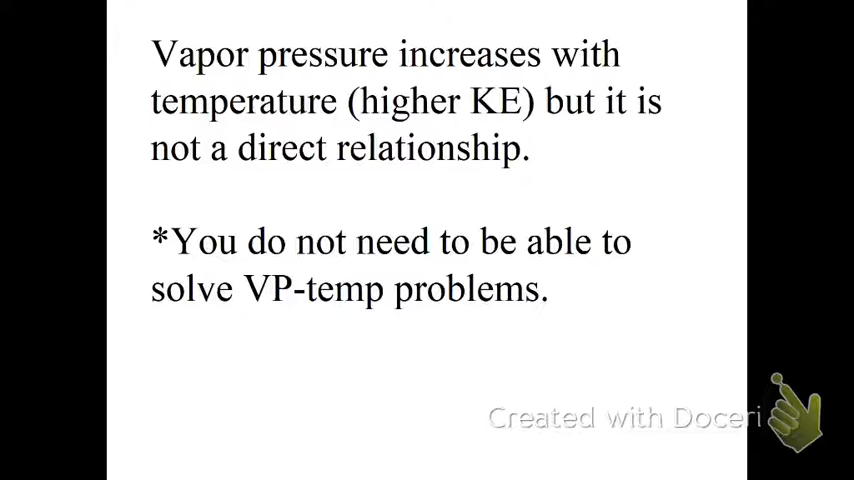 Vapor pressure increases with
temperature (higher KE) but it is
not a direct relationship.
*You do not need to be able to
solve VP-temp problems.
Created with Doceri